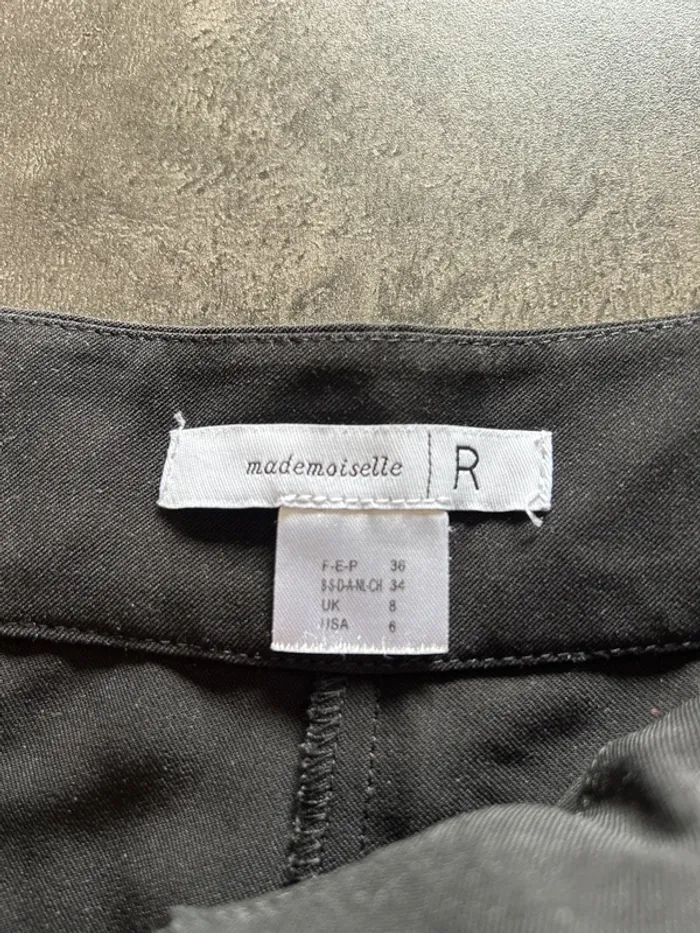 mademoiselle | R
F-E-P 36
B-S-D-A-NL-CH 34
UK 8
USA 6